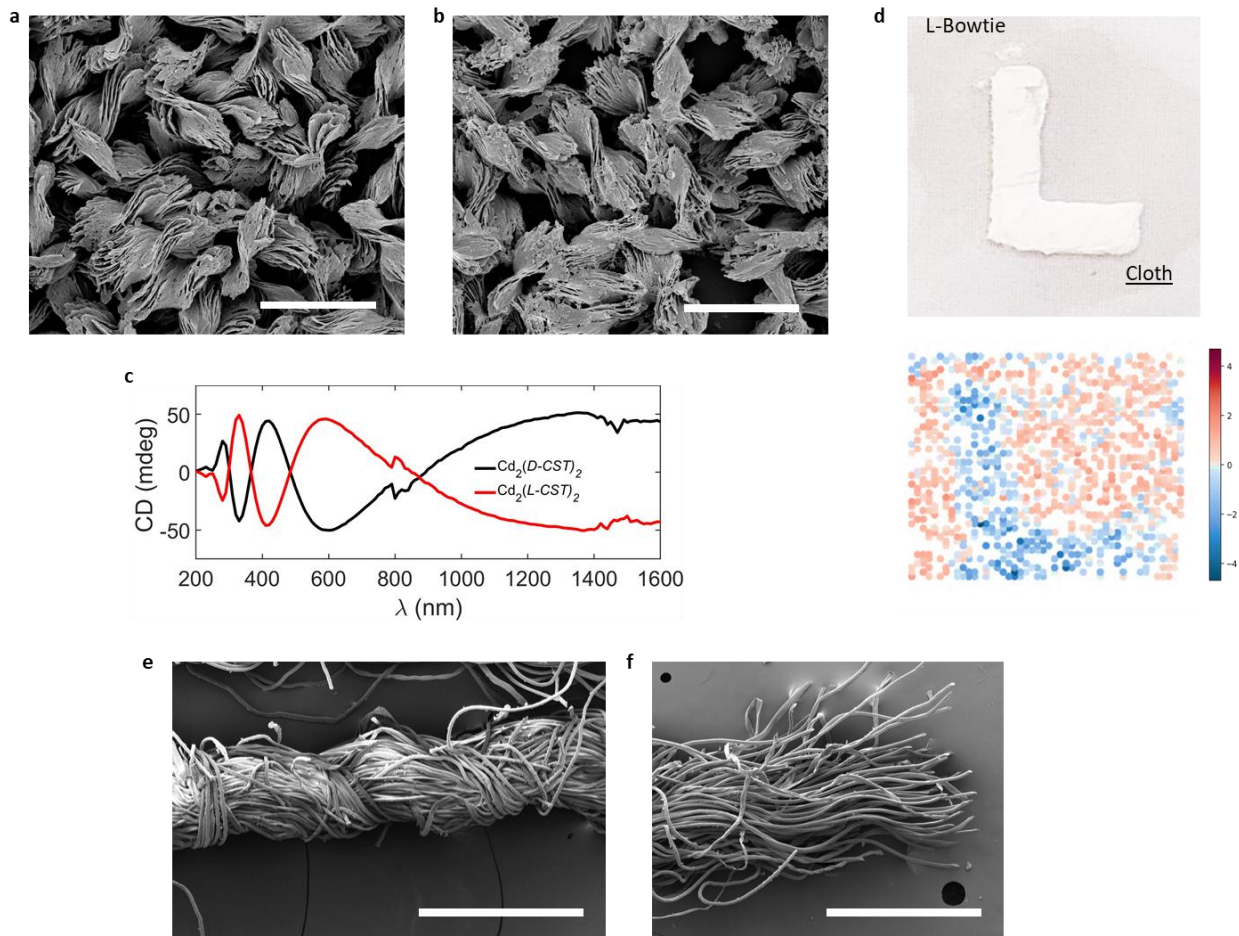 a
b
d
L-Bowtie
Cloth
c
CD (mdeg)
50
0
-50
Cd₂(D-CST)₂
Cd₂(L-CST)₂
200 400 600 800 1000 1200 1400 1600
λ (nm)
4
2
0
−2
−4
e
f